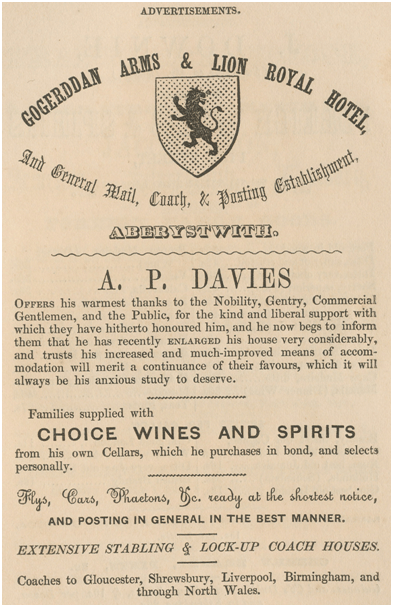 ADVERTISEMENTS.
GOGERDDAN ARMS & LION ROYAL HOTEL,
And General Mail, Coach, & Posting Establishment,
ABERYSTWITH.
A. P. DAVIES
OFFERS his warmest thanks to the Nobility, Gentry, Commercial
Gentlemen, and the Public, for the kind and liberal support with
which they have hitherto honoured him, and he now begs to inform
them that he has recently ENLARGED his house very considerably,
and trusts his increased and much-improved means of accom-
modation will merit a continuance of their favours, which it will
always be his anxious study to deserve.
Families supplied with
CHOICE WINES AND SPIRITS
from his own Cellars, which he purchases in bond, and selects
personally.
Flys, Cars, Phaetons, &c. ready at the shortest notice,
AND POSTING IN GENERAL IN THE BEST MANNER.
EXTENSIVE STABLING & LOCK-UP COACH HOUSES.
Coaches to Gloucester, Shrewsbury, Liverpool, Birmingham, and
through North Wales.